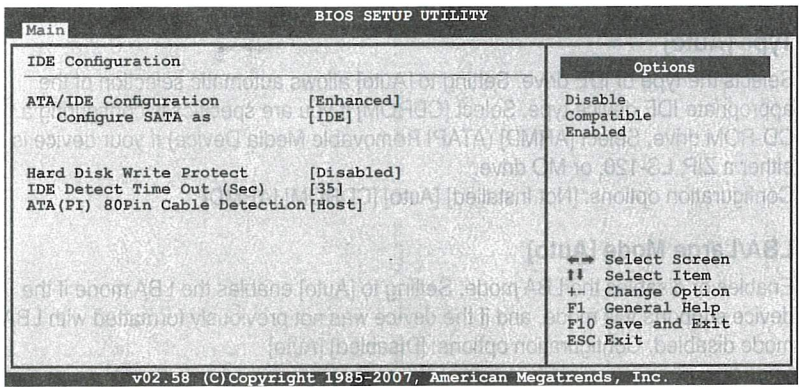 BIOS SETUP UTILITY
Main
IDE Configuration
ATA/IDE Configuration [Enhanced]
Configure SATA as [IDE]
Hard Disk Write Protect [Disabled]
IDE Detect Time Out (Sec) [35]
ATA(PI) 80Pin Cable Detection[Host]
Options
Disable
Compatible
Enabled
←→ Select Screen
↑↓ Select Item
+- Change Option
F1 General Help
F10 Save and Exit
ESC Exit
v02.58 (C)Copyright 1985-2007, American Megatrends, Inc.